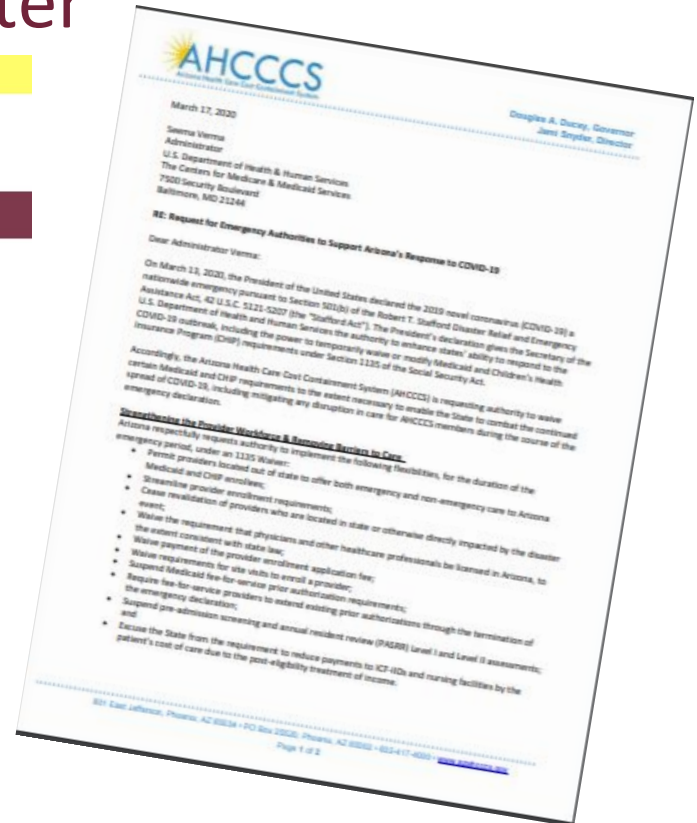 ter
AHCCCS
Arizona Health Care Cost Containment System
Douglas A. Ducey, Governor
Jami Snyder, Director
March 17, 2020
Seema Verma
Administrator
U.S. Department of Health & Human Services
The Centers for Medicare & Medicaid Services
7500 Security Boulevard
Baltimore, MD 21244
RE: Request for Emergency Authorities to Support Arizona's Response to COVID-19
Dear Administrator Verma:
On March 13, 2020, the President of the United States declared the 2019 novel coronavirus (COVID-19) a
nationwide emergency pursuant to Section 501(b) of the Robert T. Stafford Disaster Relief and Emergency
Assistance Act, 42 U.S.C. 5121-5207 (the "Stafford Act"). The President's declaration gives the Secretary of the
U.S. Department of Health and Human Services the authority to enhance states' ability to respond to the
COVID-19 outbreak, including the power to temporarily waive or modify Medicaid and Children's Health
Insurance Program (CHIP) requirements under Section 1135 of the Social Security Act.
Accordingly, the Arizona Health Care Cost Containment System (AHCCCS) is requesting authority to waive
certain Medicaid and CHIP requirements to the extent necessary to enable the State to combat the continued
spread of COVID-19, including mitigating any disruption in care for AHCCCS members during the course of the
emergency declaration.
Strengthening the Provider Workforce & Removing Barriers to Care
Arizona respectfully requests authority to implement the following flexibilities, for the duration of the
emergency period, under an 1135 Waiver:
• Permit providers located out of state to offer both emergency and non-emergency care to Arizona
Medicaid and CHIP enrollees;
• Streamline provider enrollment requirements;
• Cease revalidation of providers who are located in state or otherwise directly impacted by the disaster
event;
• Waive the requirement that physicians and other healthcare professionals be licensed in Arizona, to
the extent consistent with state law;
• Waive payment of the provider enrollment application fee;
• Waive requirements for site visits to enroll a provider;
• Suspend Medicaid fee-for-service prior authorization requirements;
• Require fee-for-service providers to extend existing prior authorizations through the termination of
the emergency declaration;
• Suspend pre-admission screening and annual resident review (PASRR) Level I and Level II assessments;
and
• Excuse the State from the requirement to reduce payments to ICF-IIDs and nursing facilities by the
patient's cost of care due to the post-eligibility treatment of income.
801 East Jefferson, Phoenix, AZ 85034 • PO Box 25520, Phoenix, AZ 85002 • 602-417-4000 • www.azahcccs.gov
Page 1 of 2